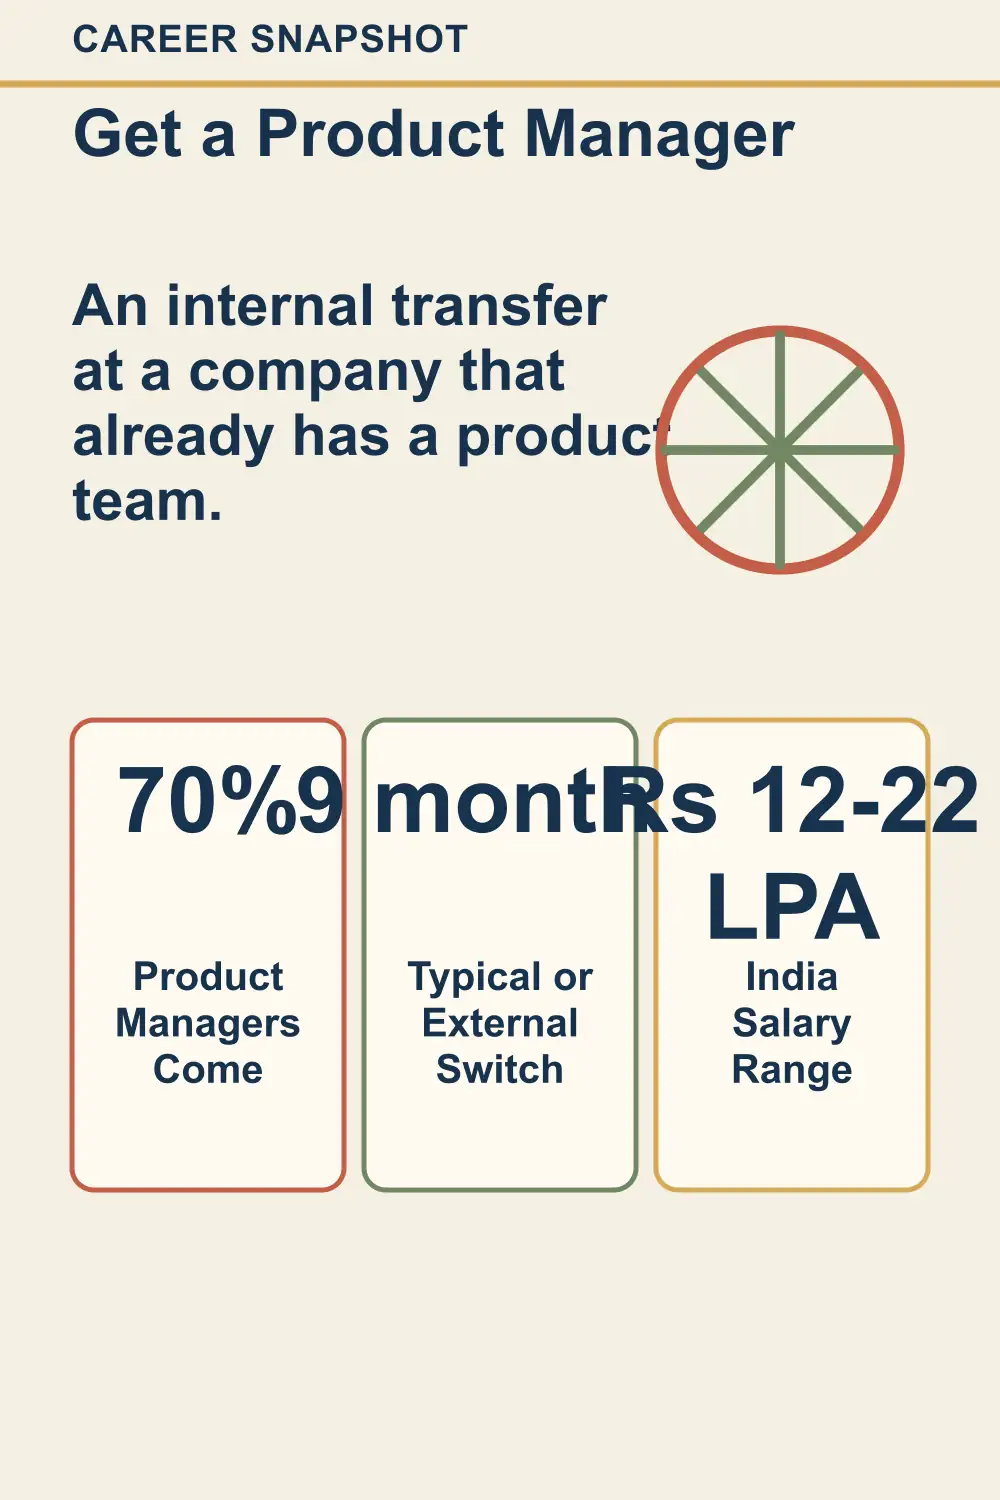 CAREER SNAPSHOT
Get a Product Manager
An internal transfer
at a company that
already has a product
team.
70%
9 month
Rs 12-22
LPA
Product
Managers
Come
Typical or
External
Switch
India
Salary
Range